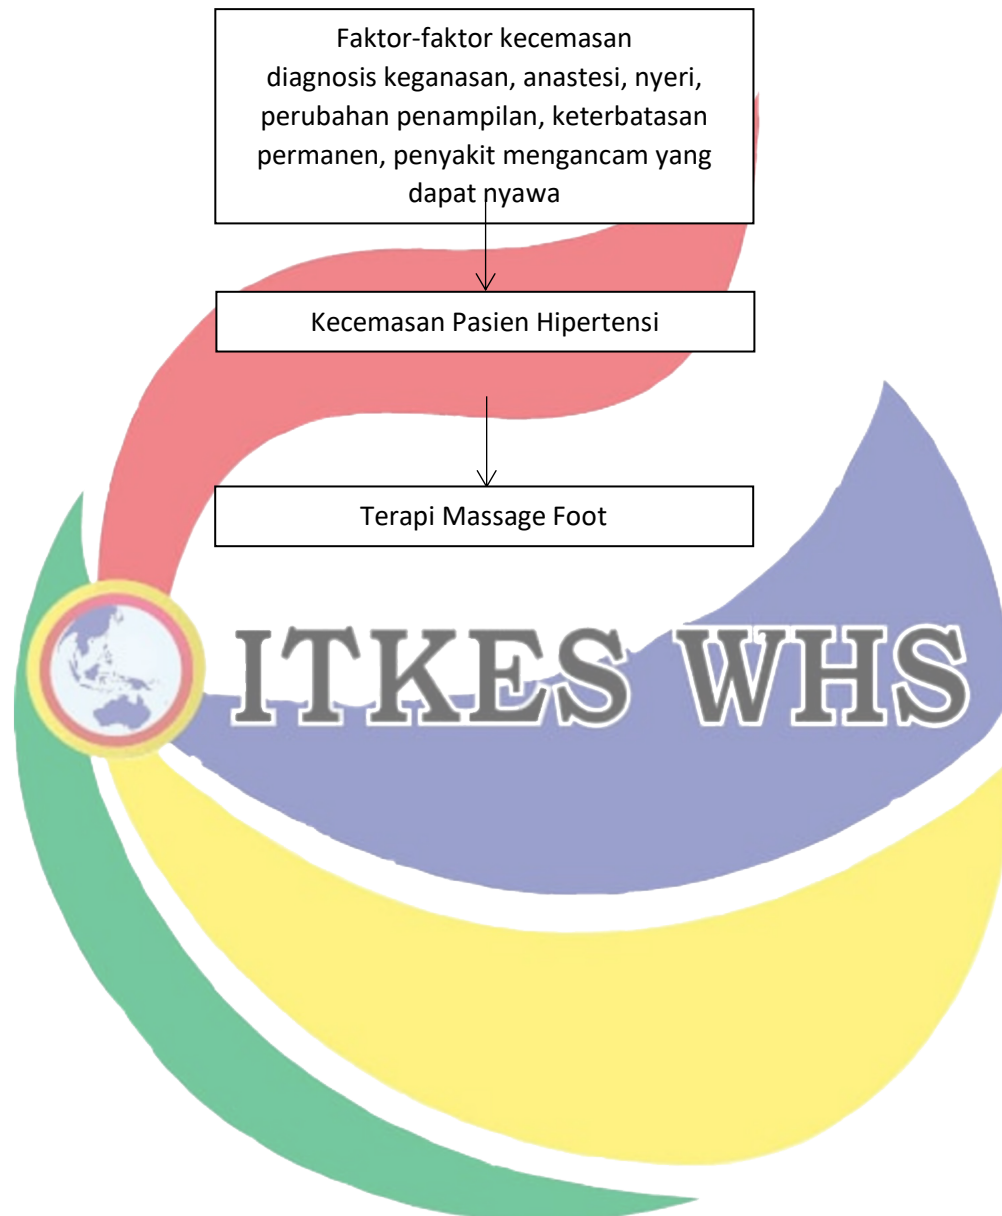 Faktor-faktor kecemasan
diagnosis keganasan, anastesi, nyeri,
perubahan penampilan, keterbatasan
permanen, penyakit mengancam yang
dapat nyawa
Kecemasan Pasien Hipertensi
Terapi Massage Foot
ITKES WHS